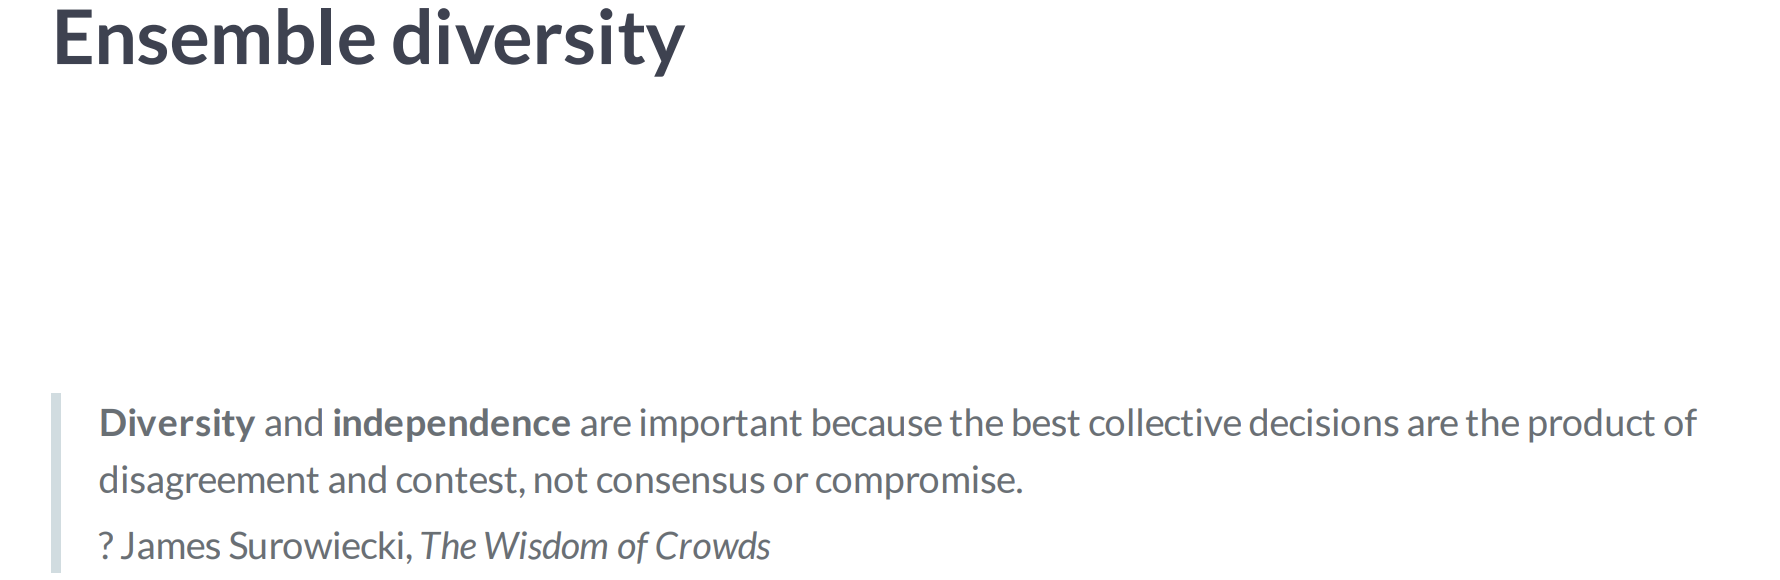 Ensemble diversity
Diversity and independence are important because the best collective decisions are the product of
disagreement and contest, not consensus or compromise.
? James Surowiecki, The Wisdom of Crowds